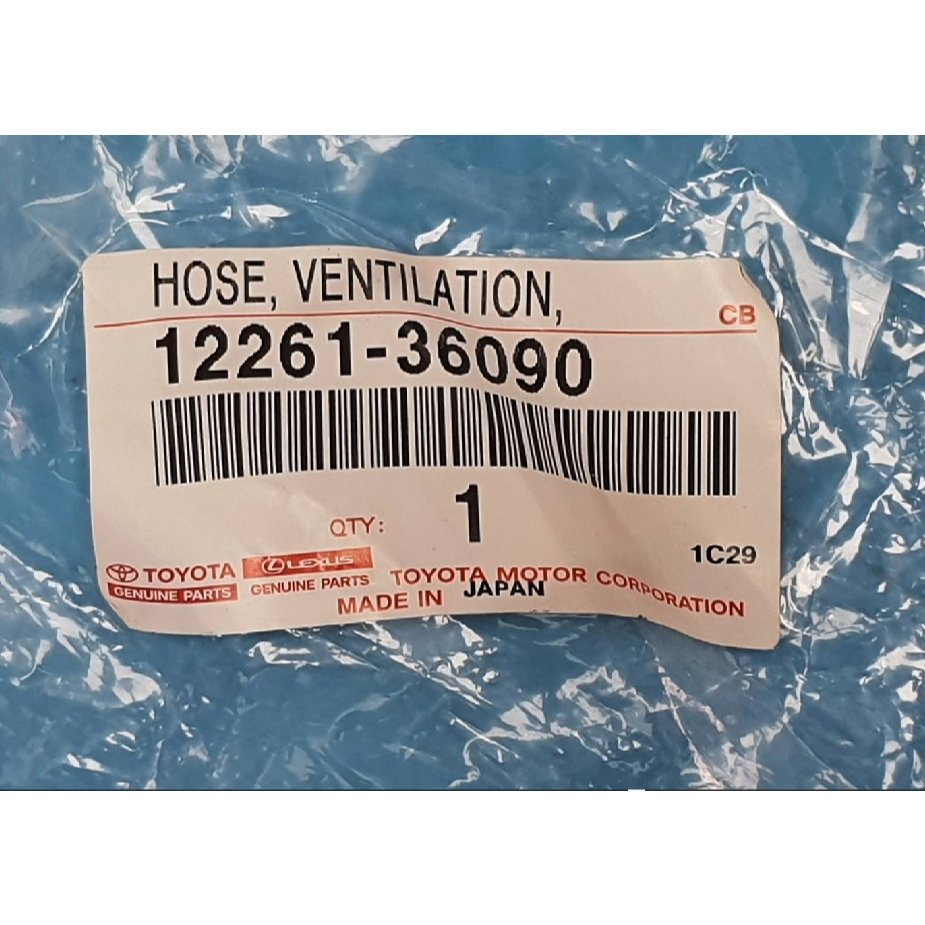 HOSE, VENTILATION,
CB
12261-36090
QTY: 1
1C29
TOYOTA
GENUINE PARTS
LEXUS
GENUINE PARTS
TOYOTA MOTOR CORPORATION
MADE IN JAPAN